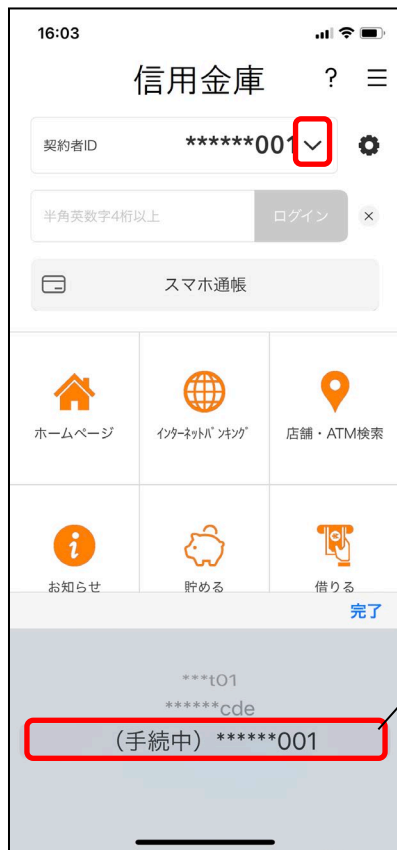 16:03
信用金庫 ?
契約者ID ******001
半角英数字4桁以上 ログイン ×
スマホ通帳
ホームページ ｲﾝﾀｰﾈｯﾄﾊﾞﾝｷﾝｸﾞ 店舗・ATM検索
お知らせ 貯める 借りる
完了
***t01
******cde
（手続中）******001